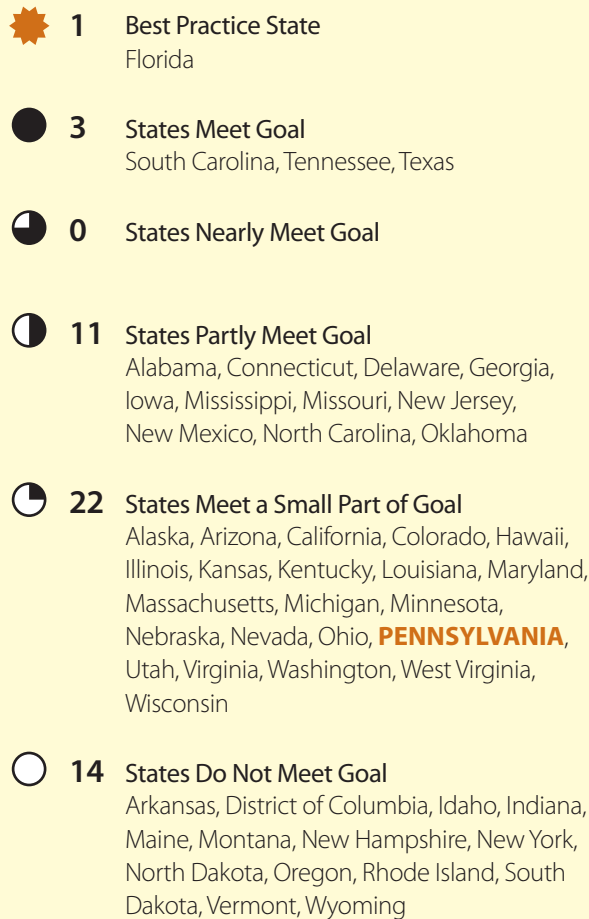 1 Best Practice State
Florida
3 States Meet Goal
South Carolina, Tennessee, Texas
0 States Nearly Meet Goal
11 States Partly Meet Goal
Alabama, Connecticut, Delaware, Georgia,
Iowa, Mississippi, Missouri, New Jersey,
New Mexico, North Carolina, Oklahoma
22 States Meet a Small Part of Goal
Alaska, Arizona, California, Colorado, Hawaii,
Illinois, Kansas, Kentucky, Louisiana, Maryland,
Massachusetts, Michigan, Minnesota,
Nebraska, Nevada, Ohio, PENNSYLVANIA,
Utah, Virginia, Washington, West Virginia,
Wisconsin
14 States Do Not Meet Goal
Arkansas, District of Columbia, Idaho, Indiana,
Maine, Montana, New Hampshire, New York,
North Dakota, Oregon, Rhode Island, South
Dakota, Vermont, Wyoming